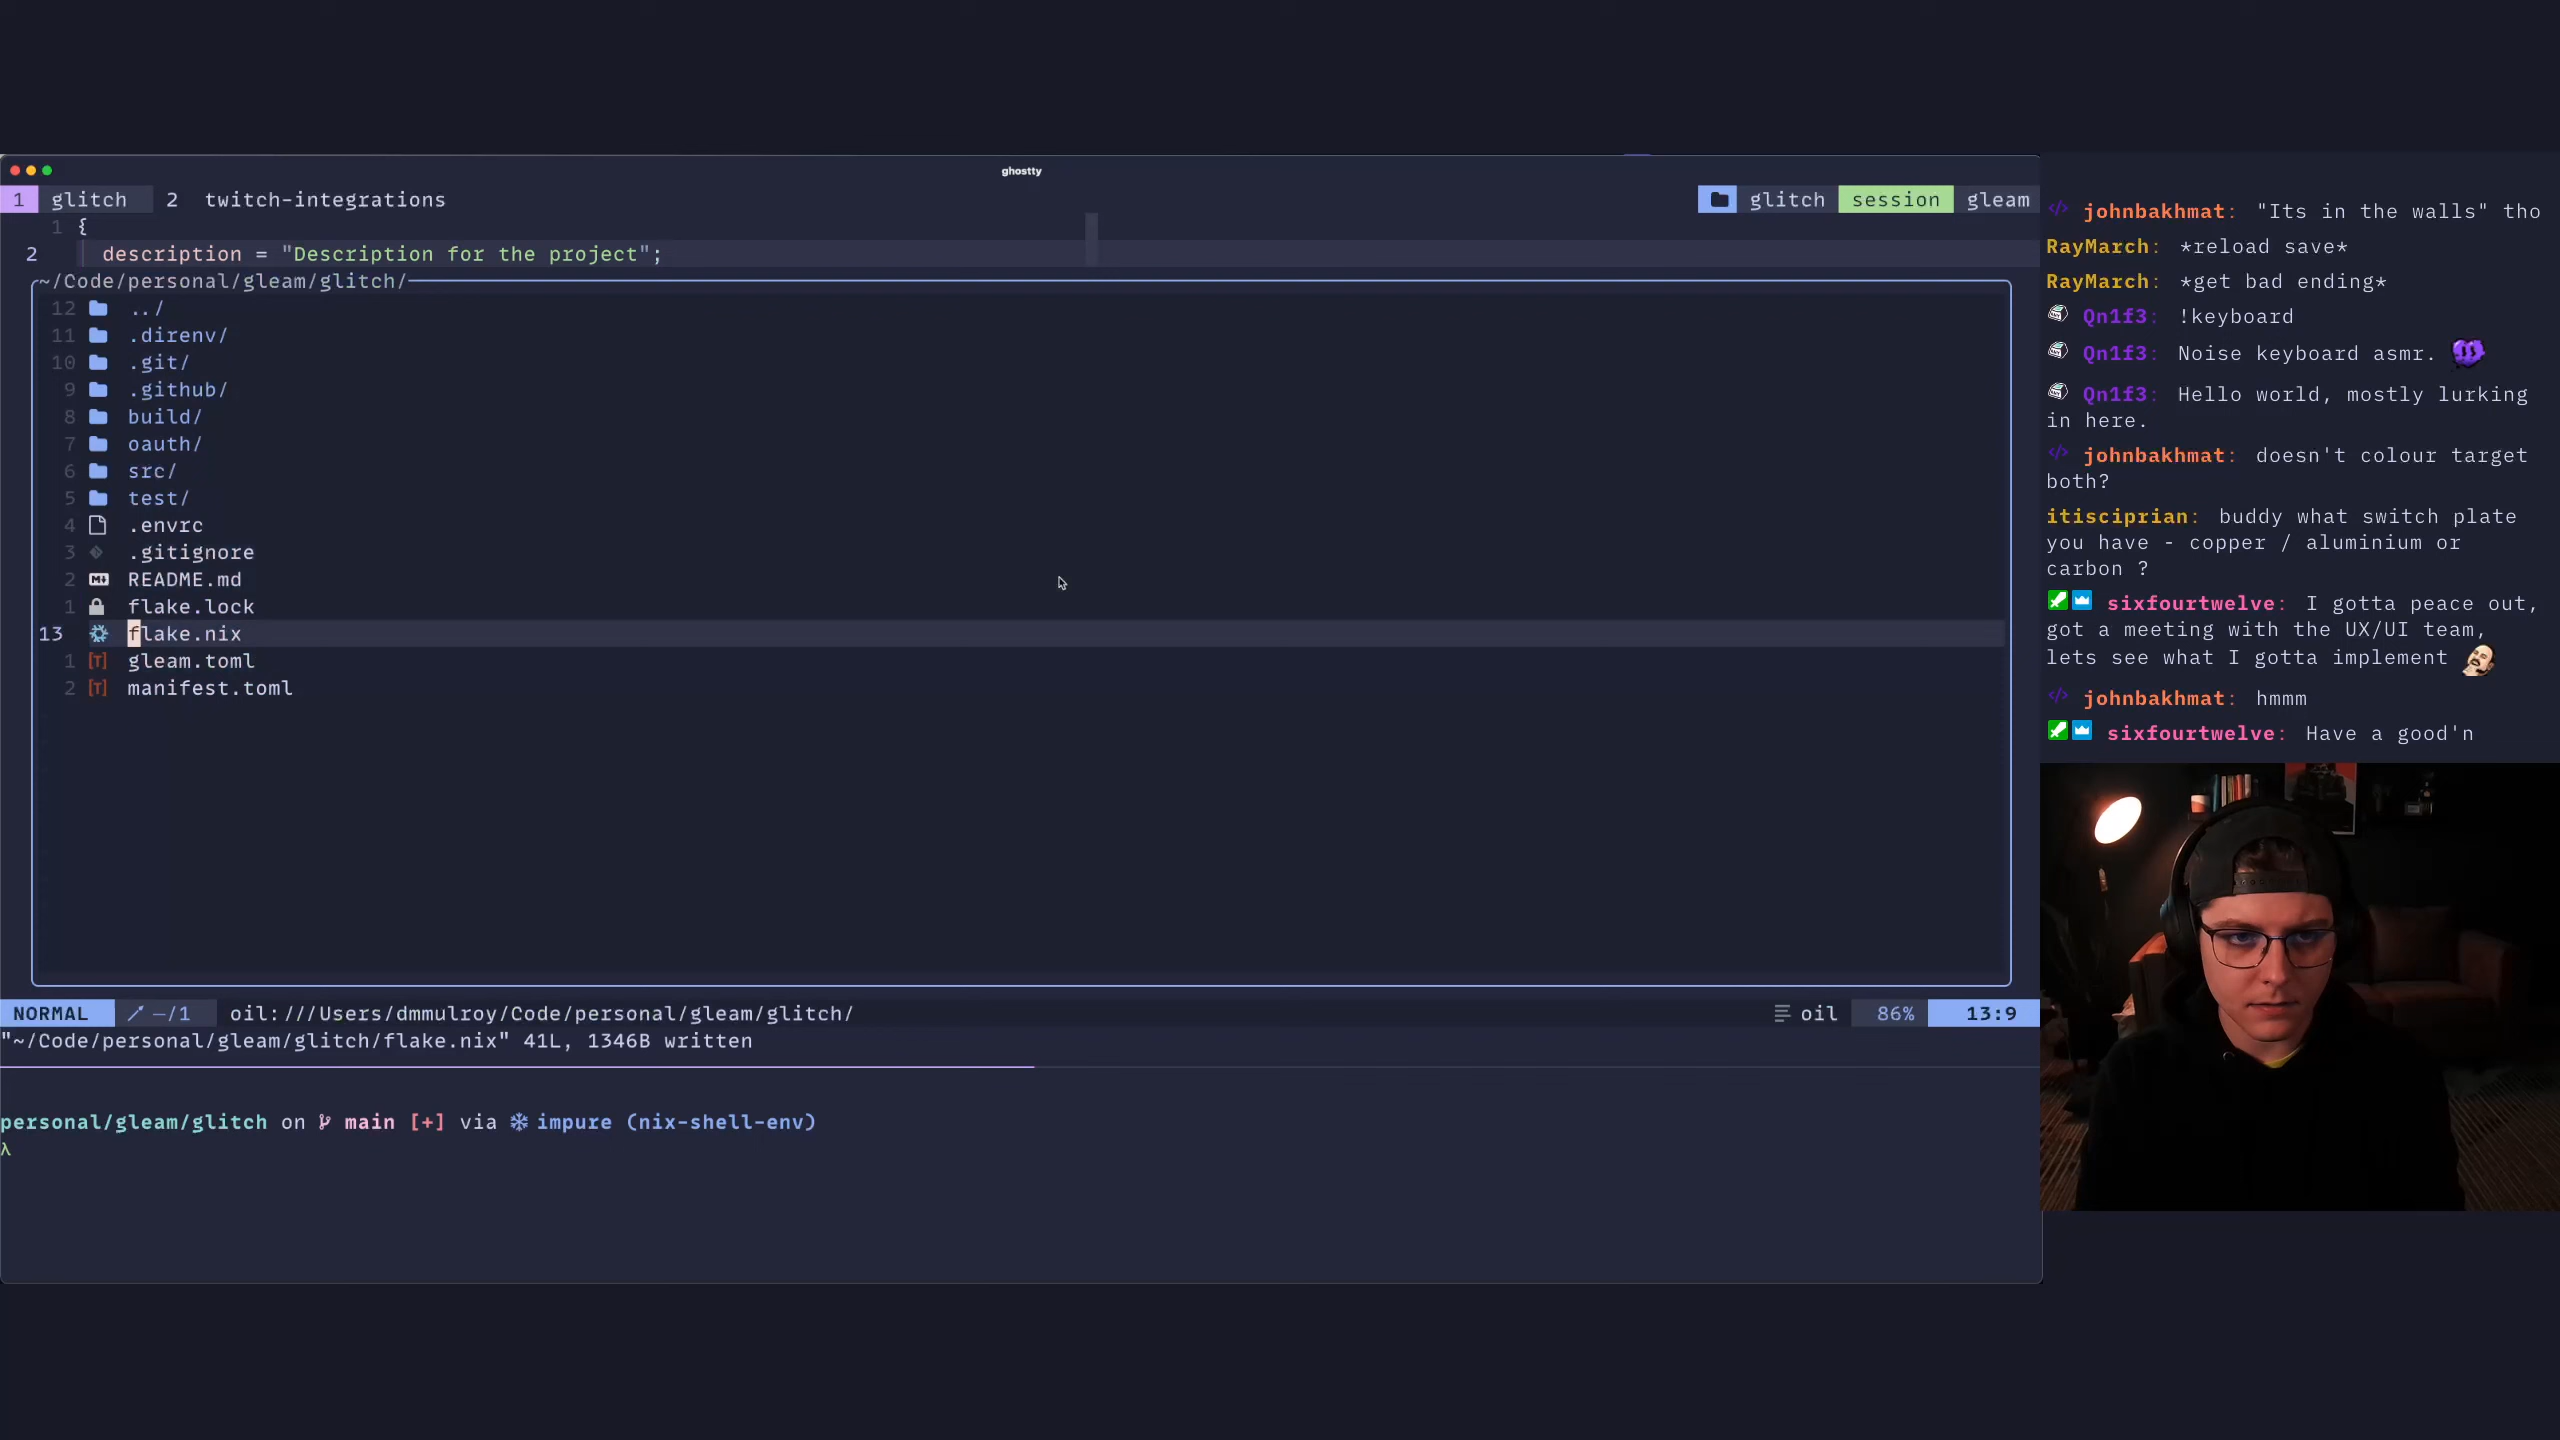 ghostty
1 glitch 2 twitch-integrations
glitch session gleam
1 {
2 description = "Description for the project";
~/Code/personal/gleam/glitch/
12 ../
11 .direnv/
10 .git/
9 .github/
8 build/
7 oauth/
6 src/
5 test/
4 .envrc
3 .gitignore
2 README.md
1 flake.lock
13 flake.nix
1 [T] gleam.toml
2 [T] manifest.toml
NORMAL —/1 oil:///Users/dmmulroy/Code/personal/gleam/glitch/ oil 86% 13:9
"~/Code/personal/gleam/glitch/flake.nix" 41L, 1346B written
personal/gleam/glitch on main [+] via impure (nix-shell-env)
λ
johnbakhmat: "Its in the walls" tho
RayMarch: *reload save*
RayMarch: *get bad ending*
Qn1f3: !keyboard
Qn1f3: Noise keyboard asmr.
Qn1f3: Hello world, mostly lurking
in here.
johnbakhmat: doesn't colour target
both?
itisciprian: buddy what switch plate
you have - copper / aluminium or
carbon ?
sixfourtwelve: I gotta peace out,
got a meeting with the UX/UI team,
lets see what I gotta implement
johnbakhmat: hmmm
sixfourtwelve: Have a good'n